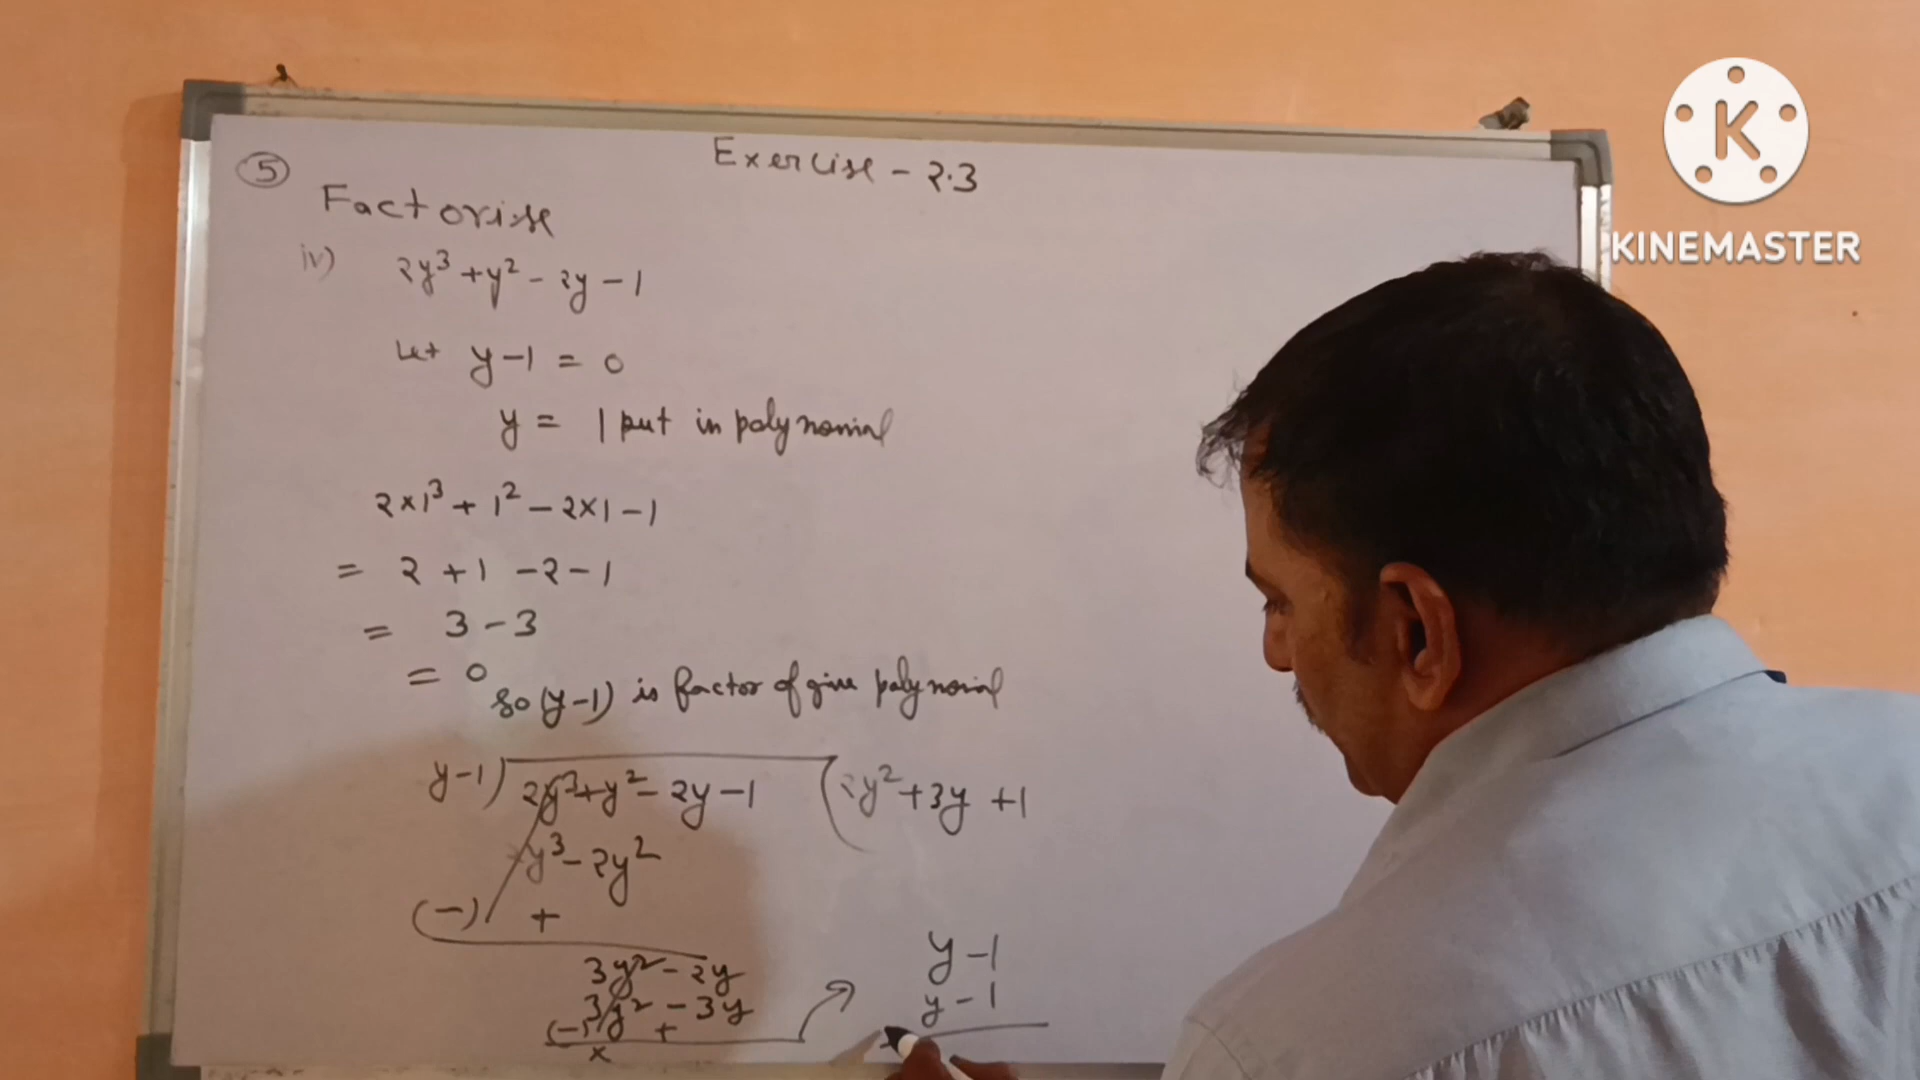 Exercise - 2.3
5
Factorise
iv) 2y³ + y² - 2y - 1
Let y - 1 = 0
y = 1 put in polynomial
2×1³ + 1² - 2×1 - 1
= 2 + 1 - 2 - 1
= 3 - 3
= 0
So (y-1) is factor of give polynomial
y-1) 2y³ + y² - 2y - 1 (2y² + 3y + 1
y³ - 2y²
(-) +
3y² - 2y
3y² - 3y
(-) +
x
y - 1
y - 1
K
KINEMASTER